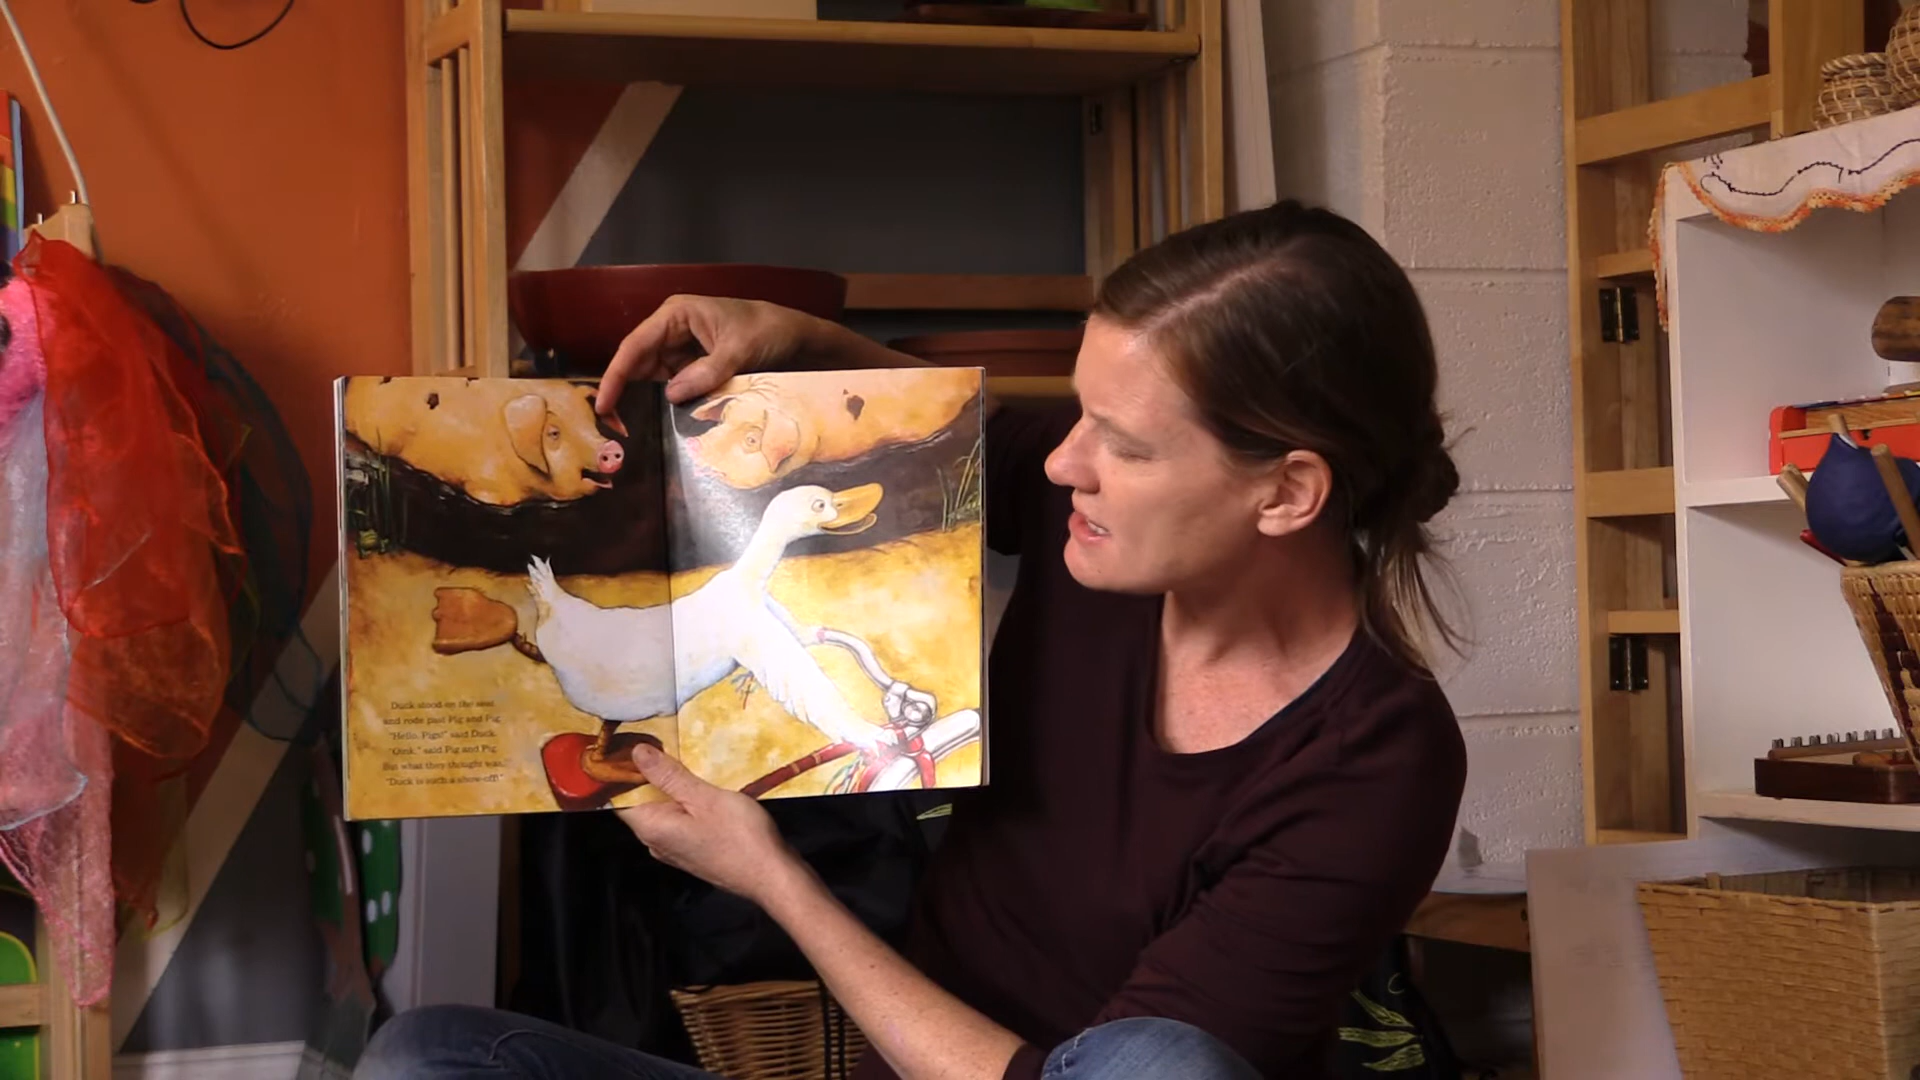 Duck stood on the seat
and rode past Pig and Pig.
"Hello, Pigs!" said Duck.
"Oink," said Pig and Pig.
But what they thought was,
"Duck is such a show-off!"